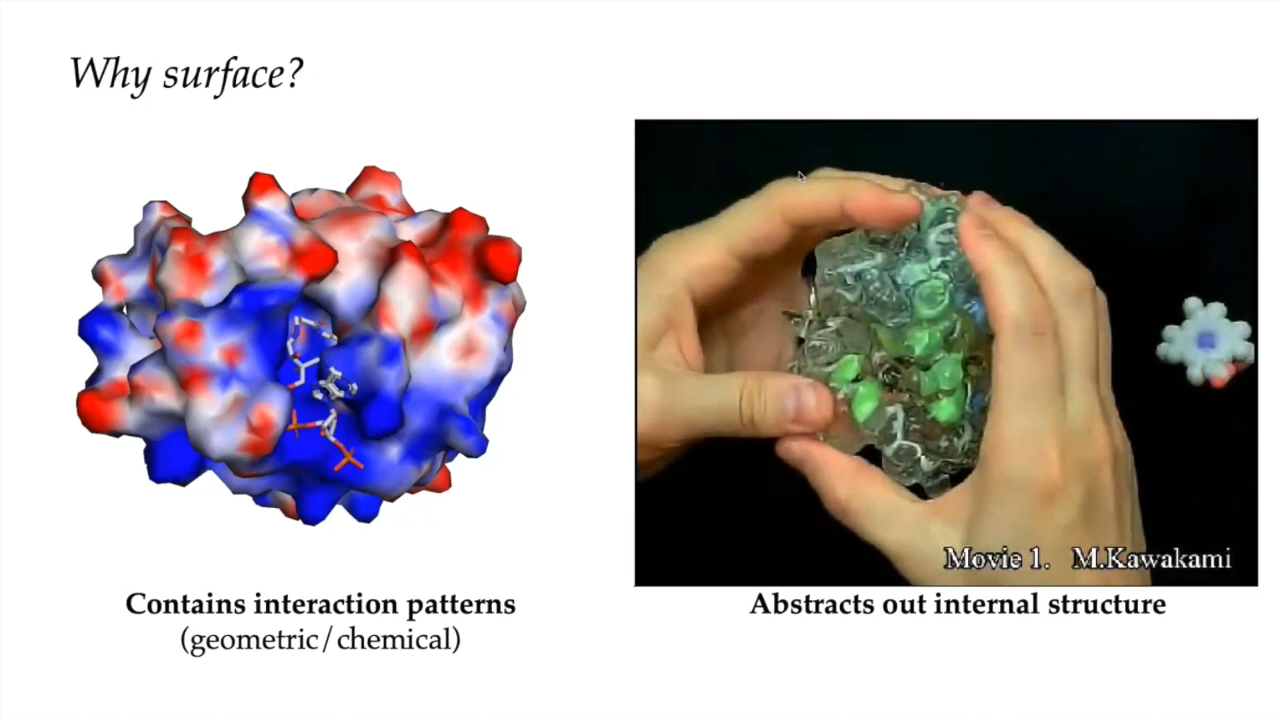 Why surface?
Movie 1. M.Kawakami
Contains interaction patterns
(geometric/chemical)
Abstracts out internal structure